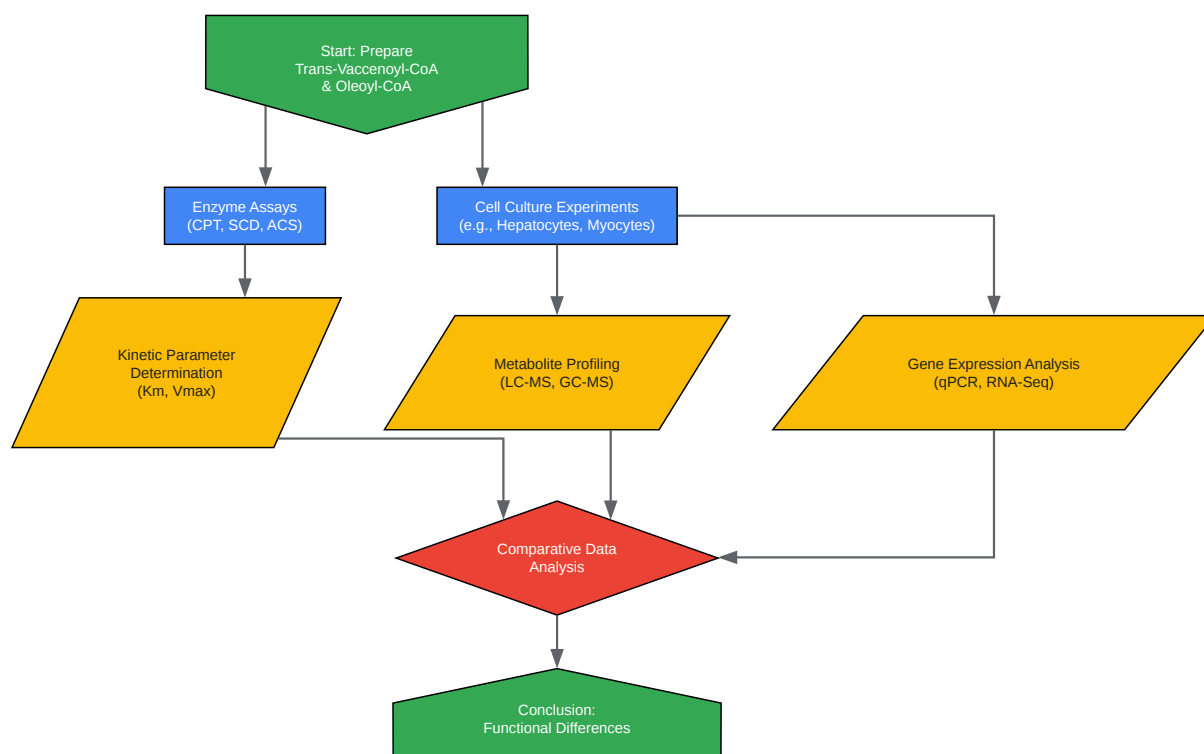 Start: Prepare
Trans-Vaccenoyl-CoA
& Oleoyl-CoA
Enzyme Assays
(CPT, SCD, ACS)
Cell Culture Experiments
(e.g., Hepatocytes, Myocytes)
Kinetic Parameter
Determination
(Km, Vmax)
Metabolite Profiling
(LC-MS, GC-MS)
Gene Expression Analysis
(qPCR, RNA-Seq)
Comparative Data
Analysis
Conclusion:
Functional Differences